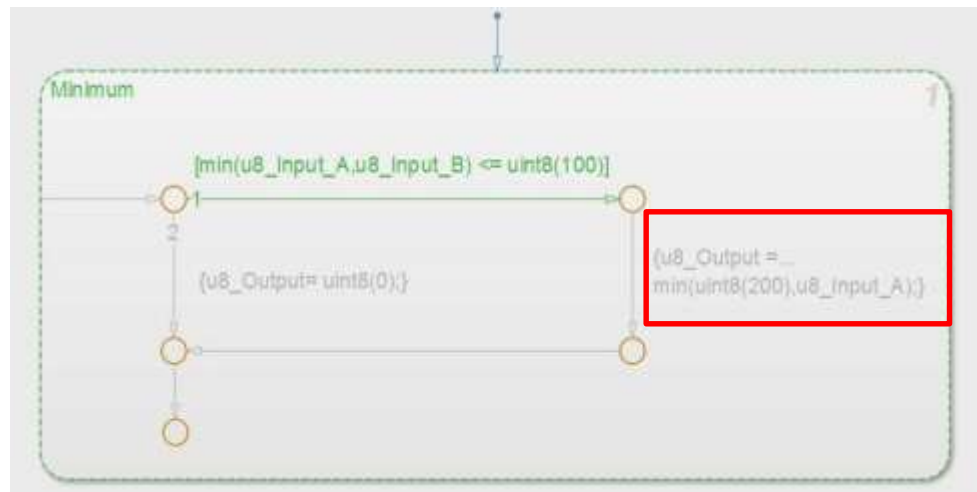 Minimum
1
[min(u8_Input_A,u8_Input_B) <= uint8(100)]
1
2
{u8_Output =...
min(uint8(200),u8_Input_A);}
{u8_Output= uint8(0);}